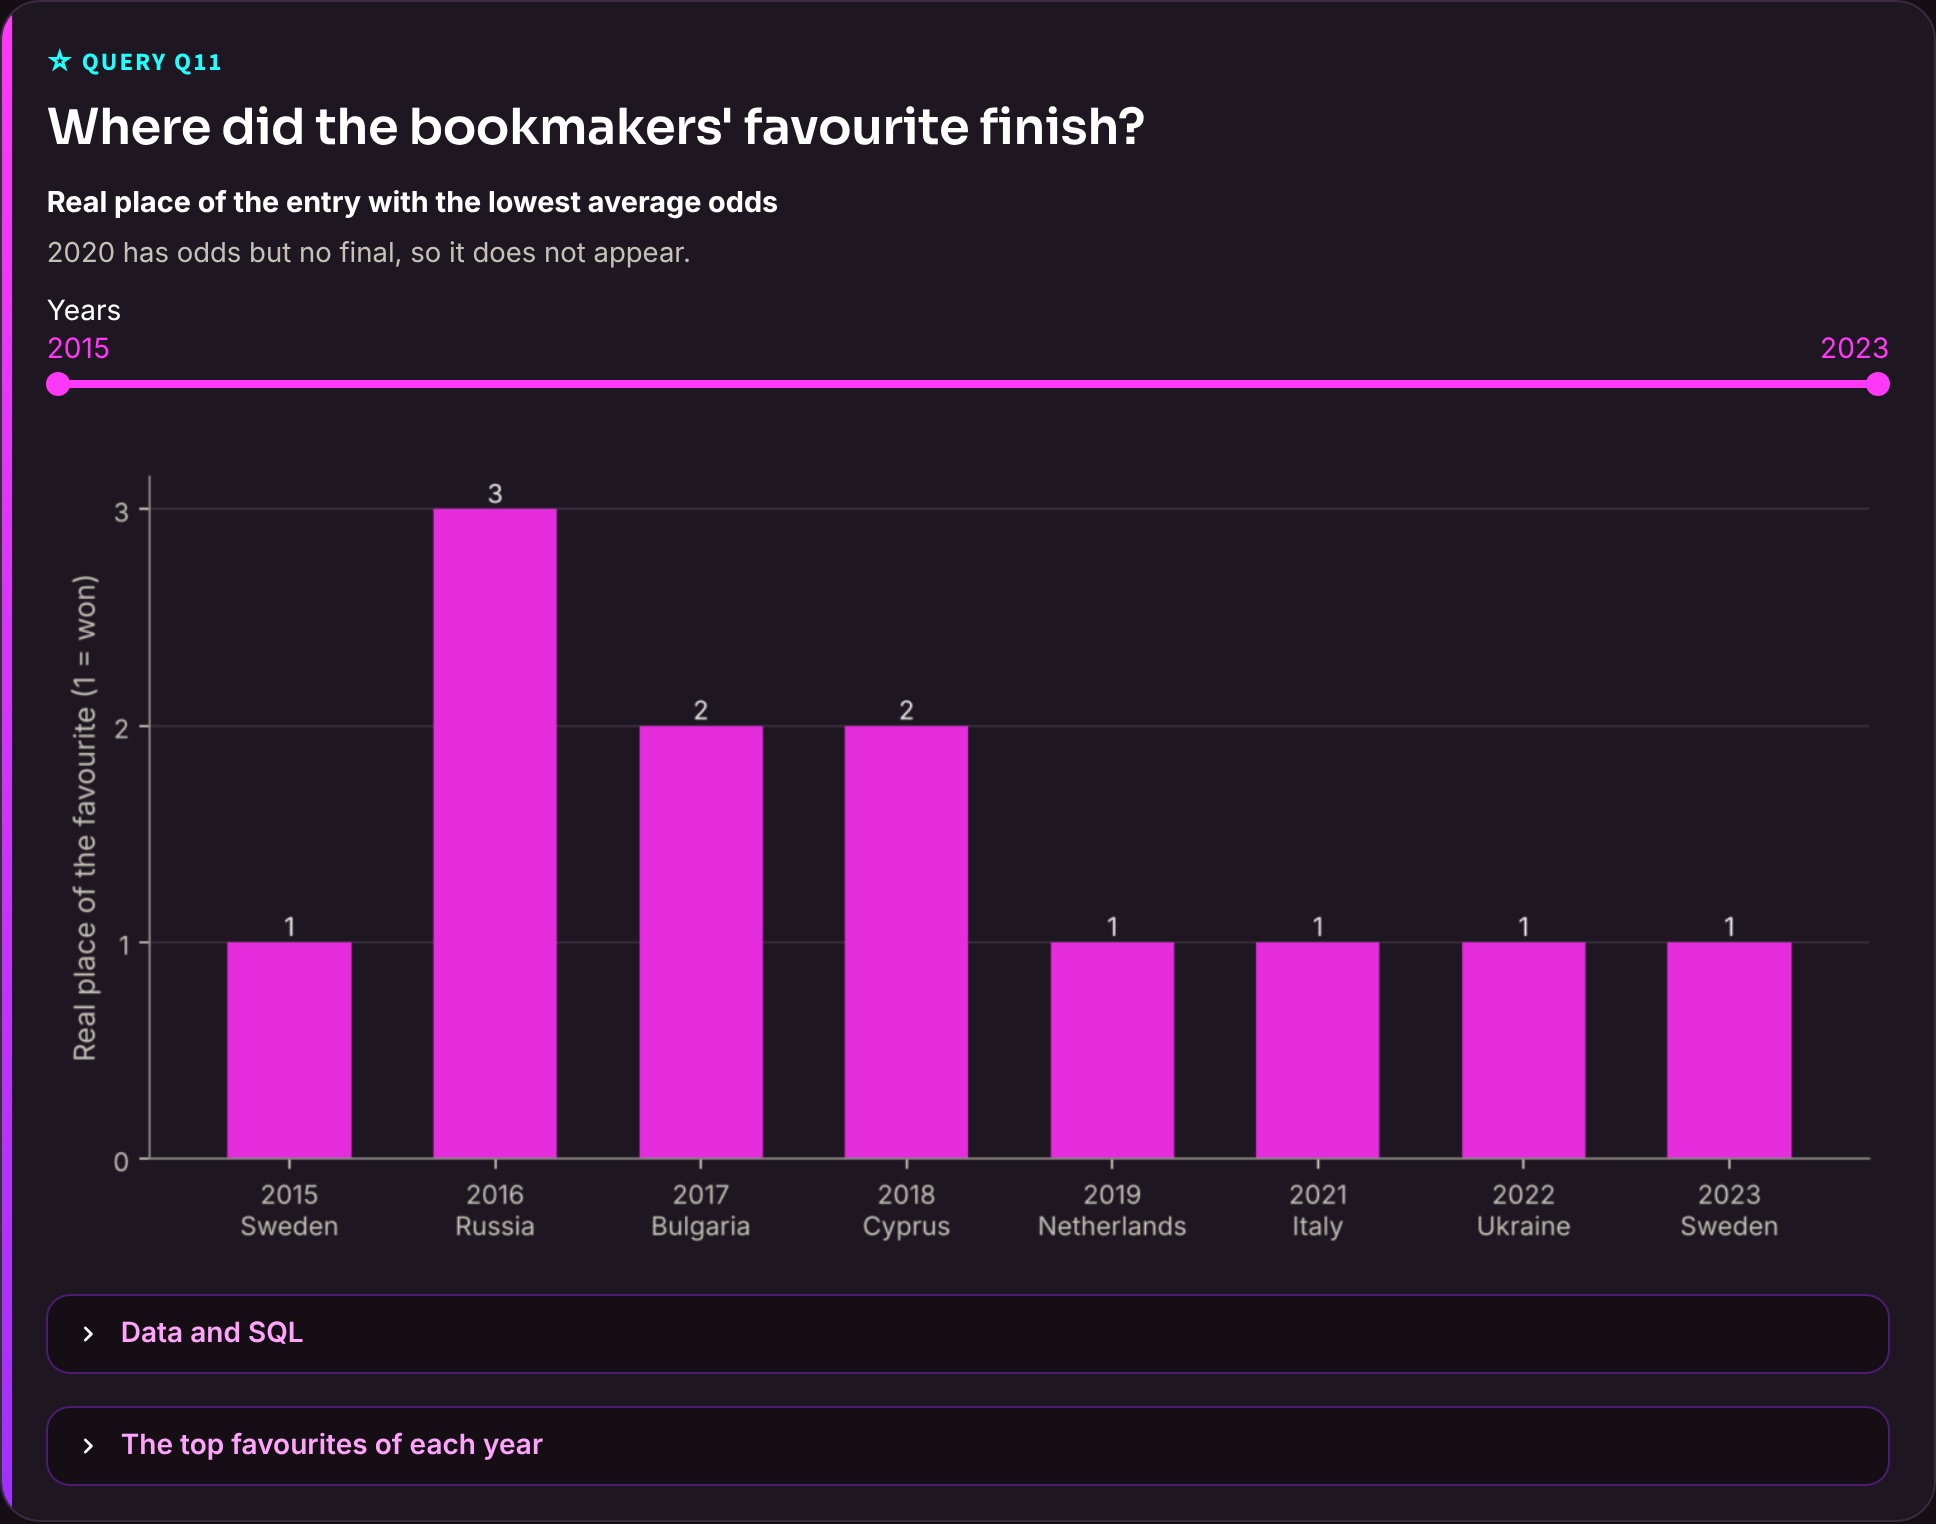 ☆ QUERY Q11
Where did the bookmakers' favourite finish?
Real place of the entry with the lowest average odds
2020 has odds but no final, so it does not appear.
Years
2015 2023
Real place of the favourite (1 = won)
3
2
1
0
1
3
2
2
1
1
1
1
2015 2016 2017 2018 2019 2021 2022 2023
Sweden Russia Bulgaria Cyprus Netherlands Italy Ukraine Sweden
Data and SQL
The top favourites of each year